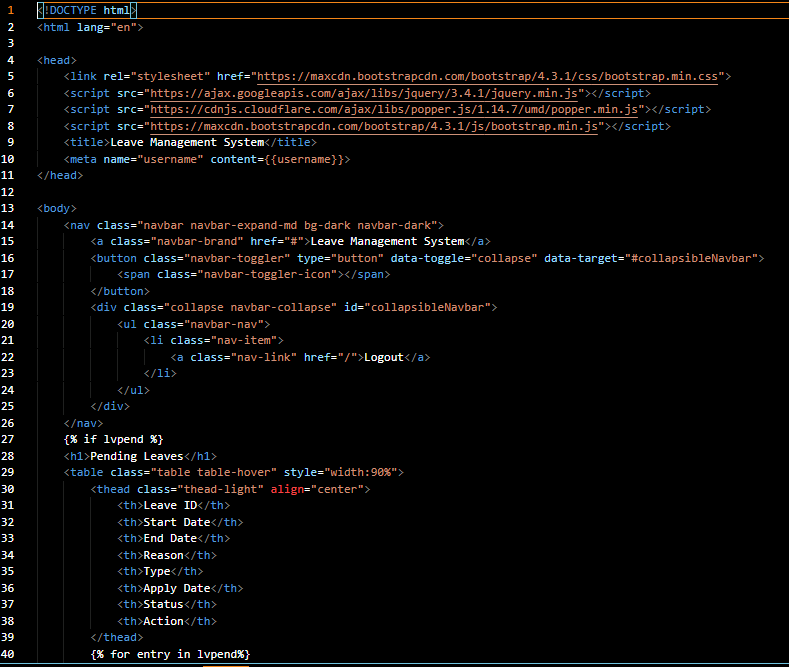 1 <!DOCTYPE html>
2 <html lang="en">
3
4 <head>
5 <link rel="stylesheet" href="https://maxcdn.bootstrapcdn.com/bootstrap/4.3.1/css/bootstrap.min.css">
6 <script src="https://ajax.googleapis.com/ajax/libs/jquery/3.4.1/jquery.min.js"></script>
7 <script src="https://cdnjs.cloudflare.com/ajax/libs/popper.js/1.14.7/umd/popper.min.js"></script>
8 <script src="https://maxcdn.bootstrapcdn.com/bootstrap/4.3.1/js/bootstrap.min.js"></script>
9 <title>Leave Management System</title>
10 <meta name="username" content={{username}}>
11 </head>
12
13 <body>
14 <nav class="navbar navbar-expand-md bg-dark navbar-dark">
15 <a class="navbar-brand" href="#">Leave Management System</a>
16 <button class="navbar-toggler" type="button" data-toggle="collapse" data-target="#collapsibleNavbar">
17 <span class="navbar-toggler-icon"></span>
18 </button>
19 <div class="collapse navbar-collapse" id="collapsibleNavbar">
20 <ul class="navbar-nav">
21 <li class="nav-item">
22 <a class="nav-link" href="/">Logout</a>
23 </li>
24 </ul>
25 </div>
26 </nav>
27 {% if lvpend %}
28 <h1>Pending Leaves</h1>
29 <table class="table table-hover" style="width:90%">
30 <thead class="thead-light" align="center">
31 <th>Leave ID</th>
32 <th>Start Date</th>
33 <th>End Date</th>
34 <th>Reason</th>
35 <th>Type</th>
36 <th>Apply Date</th>
37 <th>Status</th>
38 <th>Action</th>
39 </thead>
40 {% for entry in lvpend%}